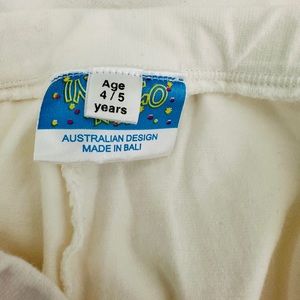 Age
4/5
years
AUSTRALIAN DESIGN
MADE IN BALI